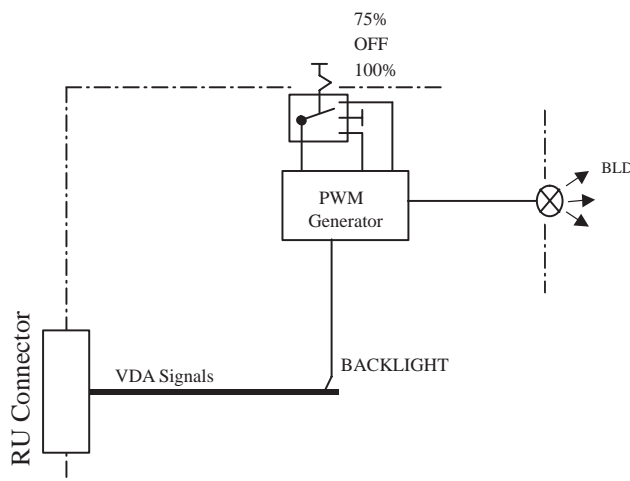 75%
OFF
100%
BLD
PWM
Generator
BACKLIGHT
VDA Signals
RU Connector